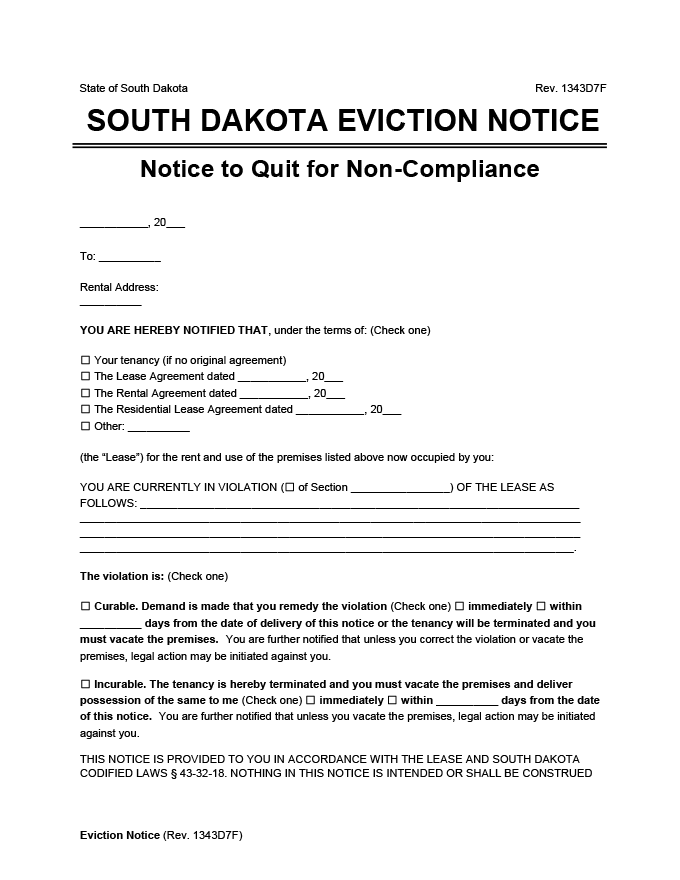 State of South Dakota Rev. 1343D7F
SOUTH DAKOTA EVICTION NOTICE
Notice to Quit for Non-Compliance
___________, 20___
To: __________
Rental Address:
__________
YOU ARE HEREBY NOTIFIED THAT, under the terms of: (Check one)
☐ Your tenancy (if no original agreement)
☐ The Lease Agreement dated ___________, 20___
☐ The Rental Agreement dated ___________, 20___
☐ The Residential Lease Agreement dated ___________, 20___
☐ Other: __________
(the “Lease”) for the rent and use of the premises listed above now occupied by you:
YOU ARE CURRENTLY IN VIOLATION (☐ of Section ________________) OF THE LEASE AS
FOLLOWS: _______________________________________________________________________
_________________________________________________________________________________
_________________________________________________________________________________
________________________________________________________________________________.
The violation is: (Check one)
☐ Curable. Demand is made that you remedy the violation (Check one) ☐ immediately ☐ within
__________ days from the date of delivery of this notice or the tenancy will be terminated and you
must vacate the premises. You are further notified that unless you correct the violation or vacate the
premises, legal action may be initiated against you.
☐ Incurable. The tenancy is hereby terminated and you must vacate the premises and deliver
possession of the same to me (Check one) ☐ immediately ☐ within __________ days from the date
of this notice. You are further notified that unless you vacate the premises, legal action may be initiated
against you.
THIS NOTICE IS PROVIDED TO YOU IN ACCORDANCE WITH THE LEASE AND SOUTH DAKOTA
CODIFIED LAWS § 43-32-18. NOTHING IN THIS NOTICE IS INTENDED OR SHALL BE CONSTRUED
Eviction Notice (Rev. 1343D7F)